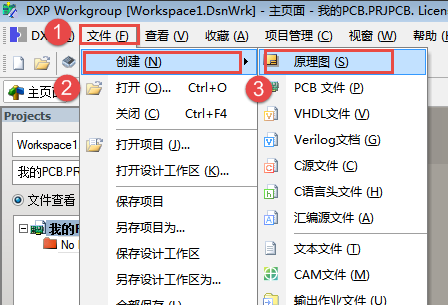 DXP Workgroup [Workspace1.DsnWrk] - 主页面 - 我的PCB.PRJPCB. Licen
1
DX 文件 (F) 查看 (V) 收藏 (A) 项目管理 (C) 视窗 (W) 帮助
创建 (N)
原理图 (S)
2
3
主页面
打开 (O)... Ctrl+O
PCB 文件 (P)
Projects
关闭 (C) Ctrl+F4
VHDL文件 (V)
Workspace1
打开项目 (J)...
Verilog文档 (G)
我的PCB.PR
打开设计工作区 (K)...
C源文件 (C)
文件查看
保存项目
C语言头文件 (H)
我的P
另存项目为...
汇编源文件 (A)
No
保存设计工作区
文本文件 (T)
另存设计工作区为...
CAM文件 (M)
全部保存 (L)
输出作业文件 (U)